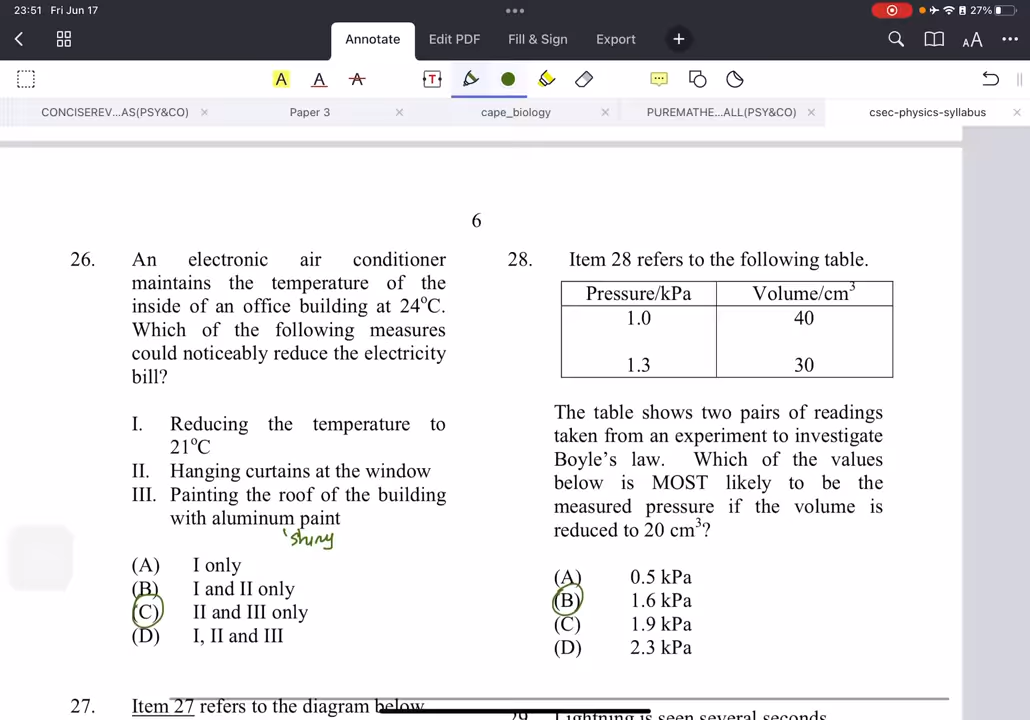 23:51 Fri Jun 17
27%
Annotate
Edit PDF
Fill & Sign
Export
+
AA
A A A T
CONCISEREV...AS(PSY&CO) ×
Paper 3 ×
cape_biology ×
PUREMATHE...ALL(PSY&CO) ×
csec-physics-syllabus ×
6
26. An electronic air conditioner
maintains the temperature of the
inside of an office building at 24°C.
Which of the following measures
could noticeably reduce the electricity
bill?
I. Reducing the temperature to
21°C
II. Hanging curtains at the window
III. Painting the roof of the building
with aluminum paint
'shiny
(A) I only
(B) I and II only
(C) II and III only
(D) I, II and III
27. Item 27 refers to the diagram below
28. Item 28 refers to the following table.
Pressure/kPa Volume/cm³
1.0 40
1.3 30
The table shows two pairs of readings
taken from an experiment to investigate
Boyle's law. Which of the values
below is MOST likely to be the
measured pressure if the volume is
reduced to 20 cm³?
(A) 0.5 kPa
(B) 1.6 kPa
(C) 1.9 kPa
(D) 2.3 kPa
29. Lightning is seen several seconds